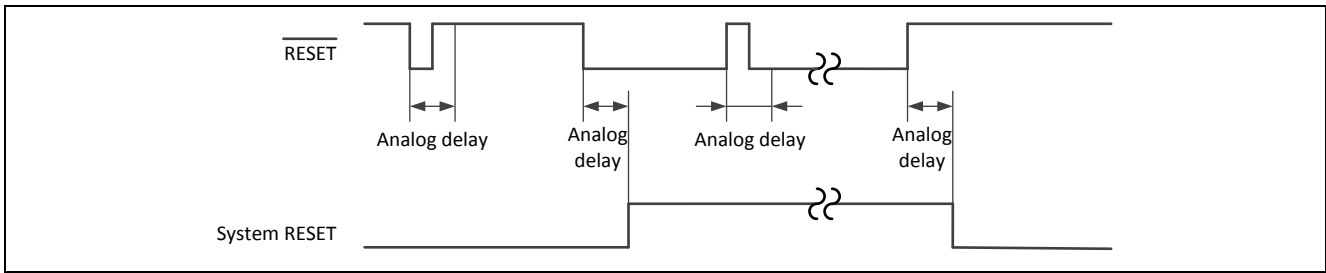 RESET
Analog delay
Analog
delay
Analog delay
Analog
delay
System RESET